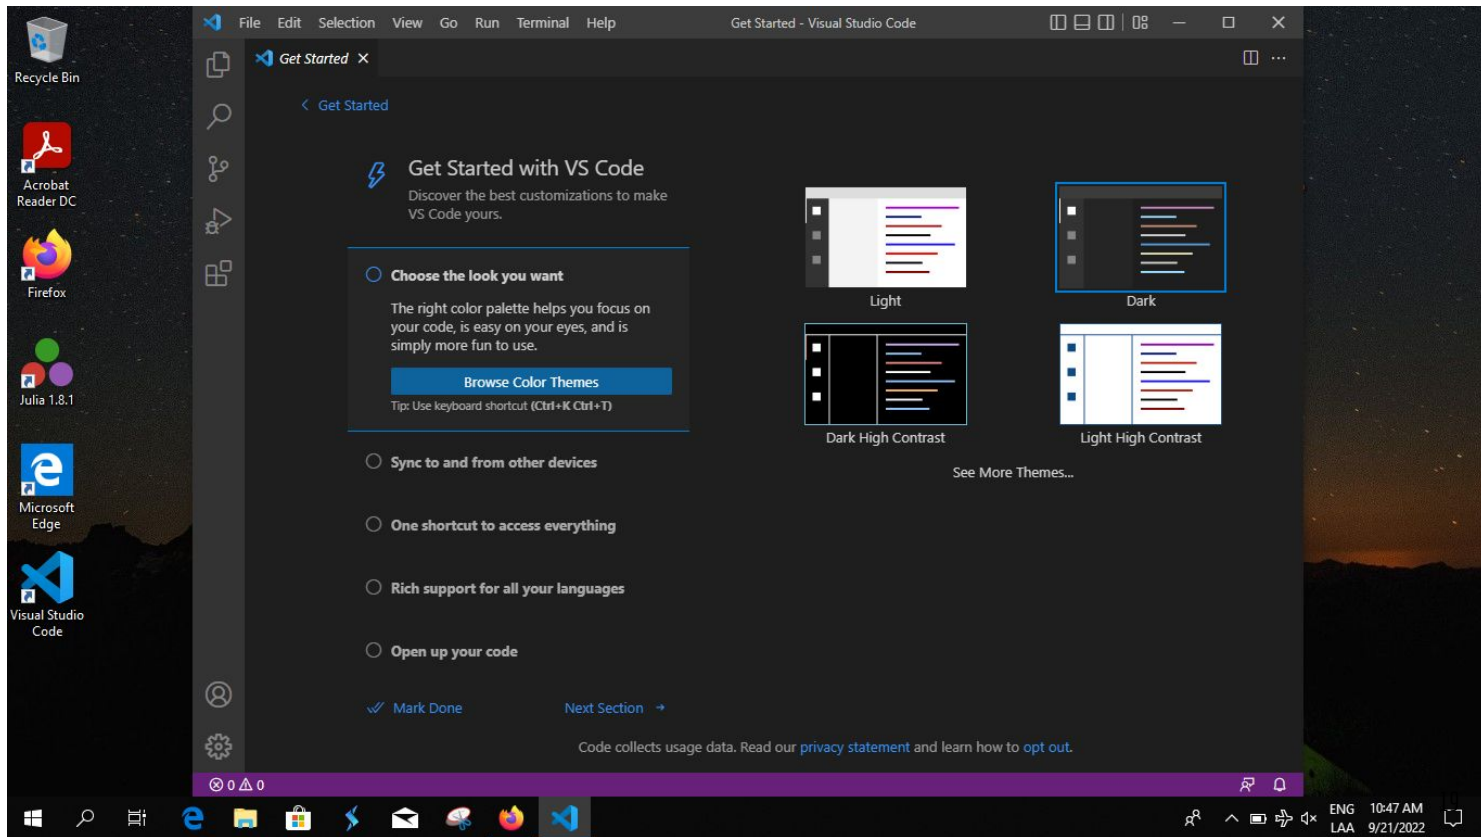 Recycle Bin
Acrobat
Reader DC
Firefox
Julia 1.8.1
Microsoft
Edge
Visual Studio
Code
File Edit Selection View Go Run Terminal Help
Get Started - Visual Studio Code
Get Started
Get Started
Get Started with VS Code
Discover the best customizations to make
VS Code yours.
Choose the look you want
The right color palette helps you focus on
your code, is easy on your eyes, and is
simply more fun to use.
Browse Color Themes
Tip: Use keyboard shortcut (Ctrl+K Ctrl+T)
Sync to and from other devices
One shortcut to access everything
Rich support for all your languages
Open up your code
Mark Done
Next Section
Light
Dark
Dark High Contrast
Light High Contrast
See More Themes...
Code collects usage data. Read our privacy statement and learn how to opt out.
0 0
ENG
LAA
10:47 AM
9/21/2022